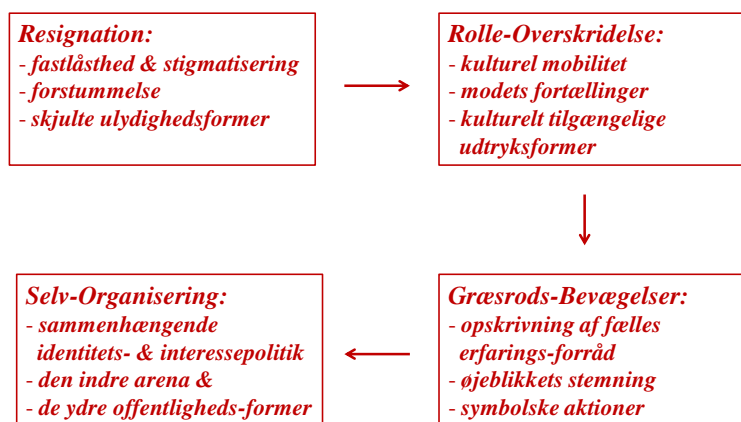 Resignation:
- fastlåsthed & stigmatisering
- forstummelse
- skjulte ulydighedsformer
Rolle-Overskridelse:
- kulturel mobilitet
- modets fortællinger
- kulturelt tilgængelige
udtryksformer
Selv-Organisering:
- sammenhængende
identitets- & interessepolitik
- den indre arena &
- de ydre offentligheds-former
Græsrods-Bevægelser:
- opskrivning af fælles
erfarings-forråd
- øjeblikkets stemning
- symbolske aktioner